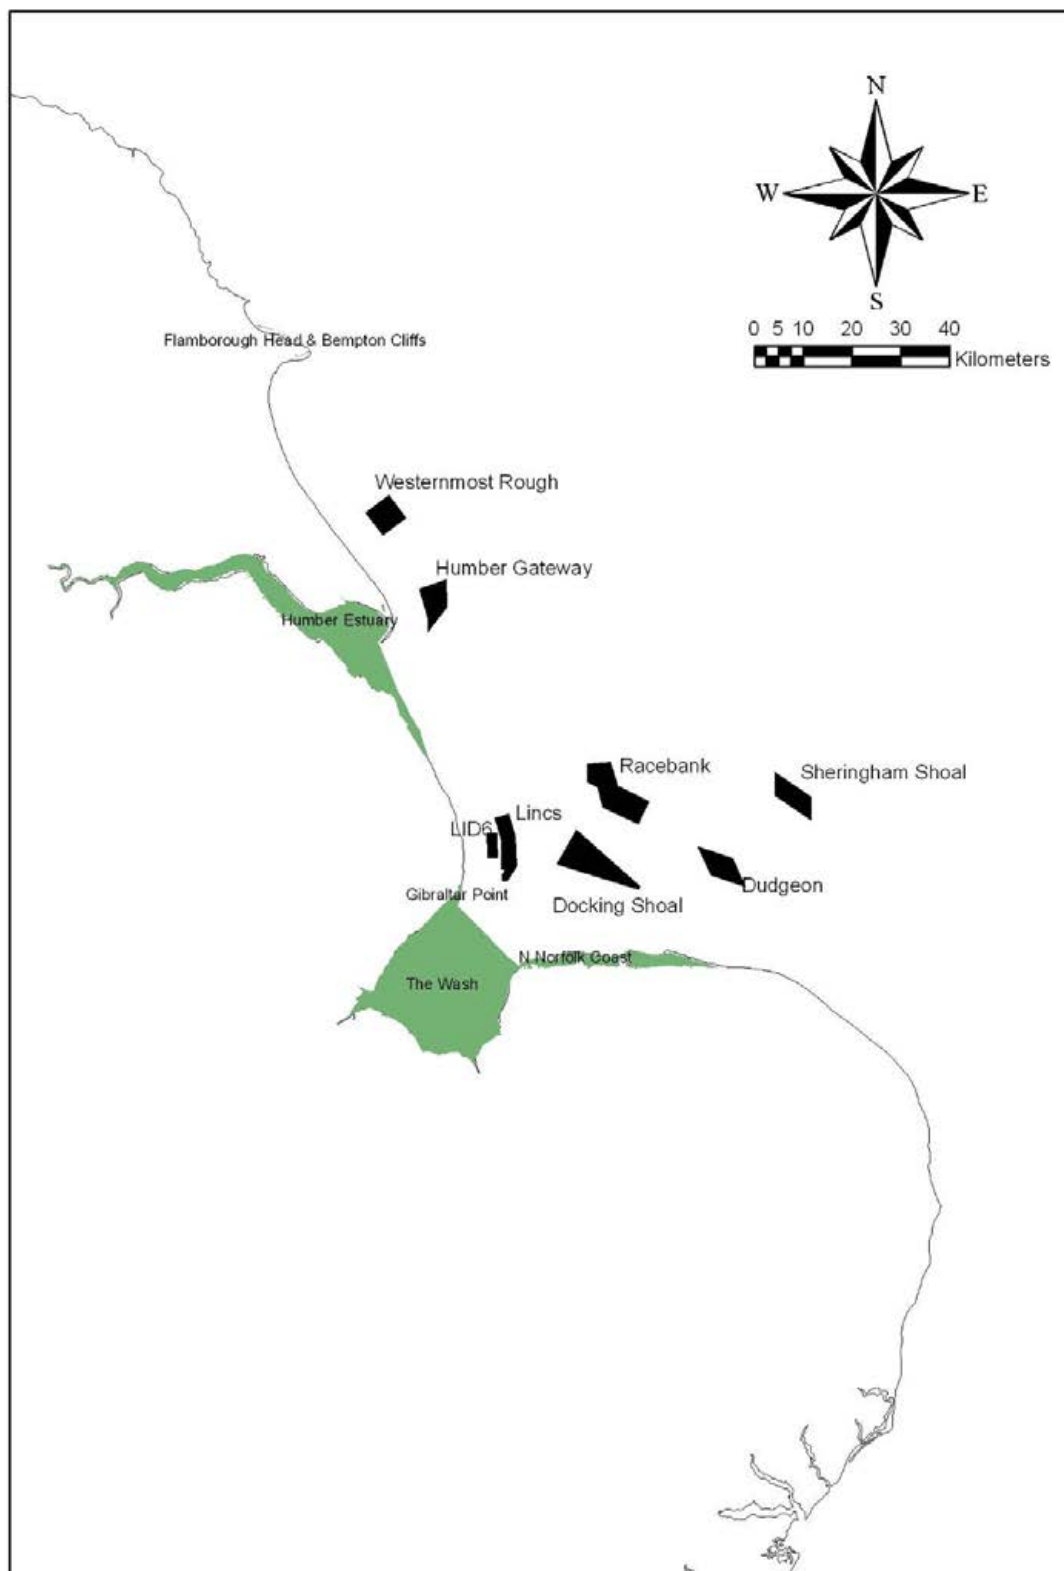 N
W E
S
0 5 10 20 30 40
Kilometers
Flamborough Head & Bempton Cliffs
Westernmost Rough
Humber Gateway
Humber Estuary
Racebank
Sheringham Shoal
Lincs
LID6
Dudgeon
Gibraltar Point
Docking Shoal
N Norfolk Coast
The Wash